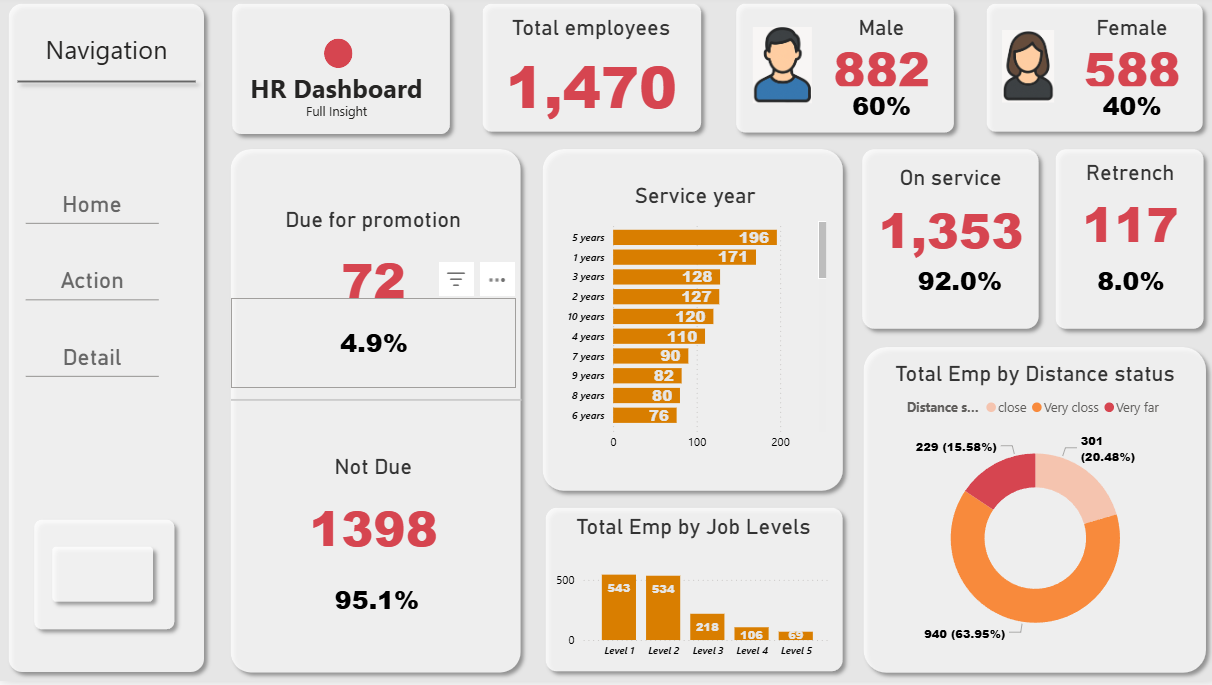 Navigation
Home
Action
Detail
HR Dashboard
Full Insight
Total employees
1,470
Male
882
60%
Female
588
40%
Due for promotion
72
4.9%
Not Due
1398
95.1%
Service year
5 years 196
1 years 171
3 years 128
2 years 127
10 years 120
4 years 110
7 years 90
9 years 82
8 years 80
6 years 76
0 100 200
On service
1,353
92.0%
Retrench
117
8.0%
Total Emp by Job Levels
500
0
543 534 218 106 69
Level 1 Level 2 Level 3 Level 4 Level 5
Total Emp by Distance status
Distance s... close Very closs Very far
229 (15.58%)
301
(20.48%)
940 (63.95%)